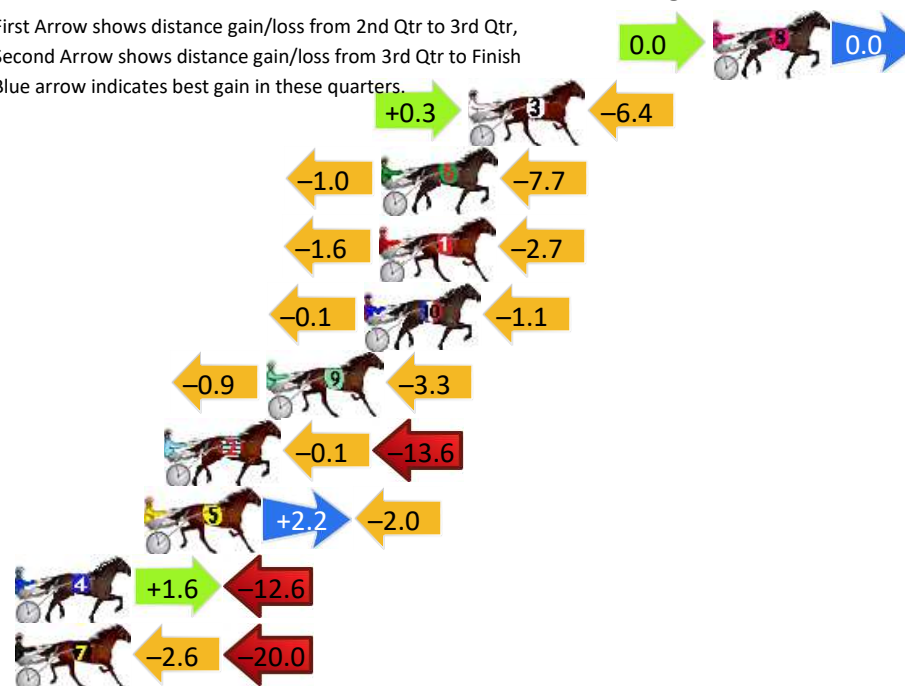 First Arrow shows distance gain/loss from 2nd Qtr to 3rd Qtr,
Second Arrow shows distance gain/loss from 3rd Qtr to Finish
Blue arrow indicates best gain in these quarters.
0.0 8 0.0
+0.3 3 –6.4
–1.0 6 –7.7
–1.6 1 –2.7
–0.1 10 –1.1
–0.9 9 –3.3
–0.1 –13.6
5 +2.2 –2.0
4 +1.6 –12.6
7 –2.6 –20.0